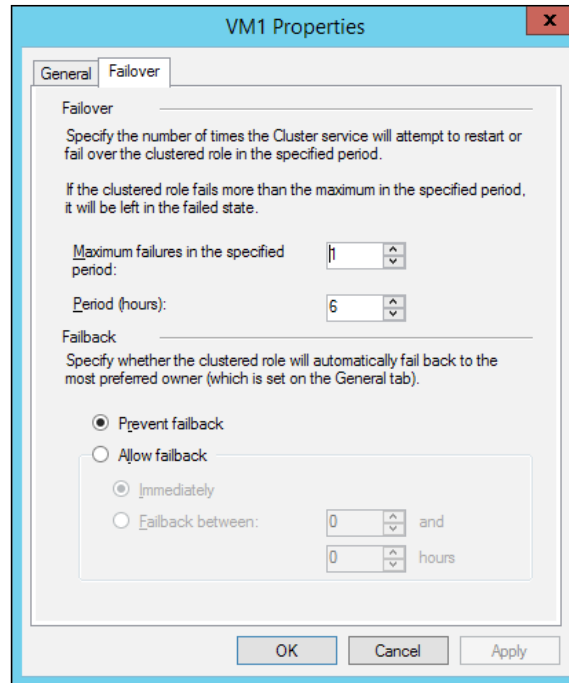 VM1 Properties
x
General Failover
Failover
Specify the number of times the Cluster service will attempt to restart or
fail over the clustered role in the specified period.
If the clustered role fails more than the maximum in the specified period,
it will be left in the failed state.
Maximum failures in the specified
period:
1
Period (hours):
6
Failback
Specify whether the clustered role will automatically fail back to the
most preferred owner (which is set on the General tab).
Prevent failback
Allow failback
Immediately
Failback between:
0
and
0
hours
OK Cancel Apply